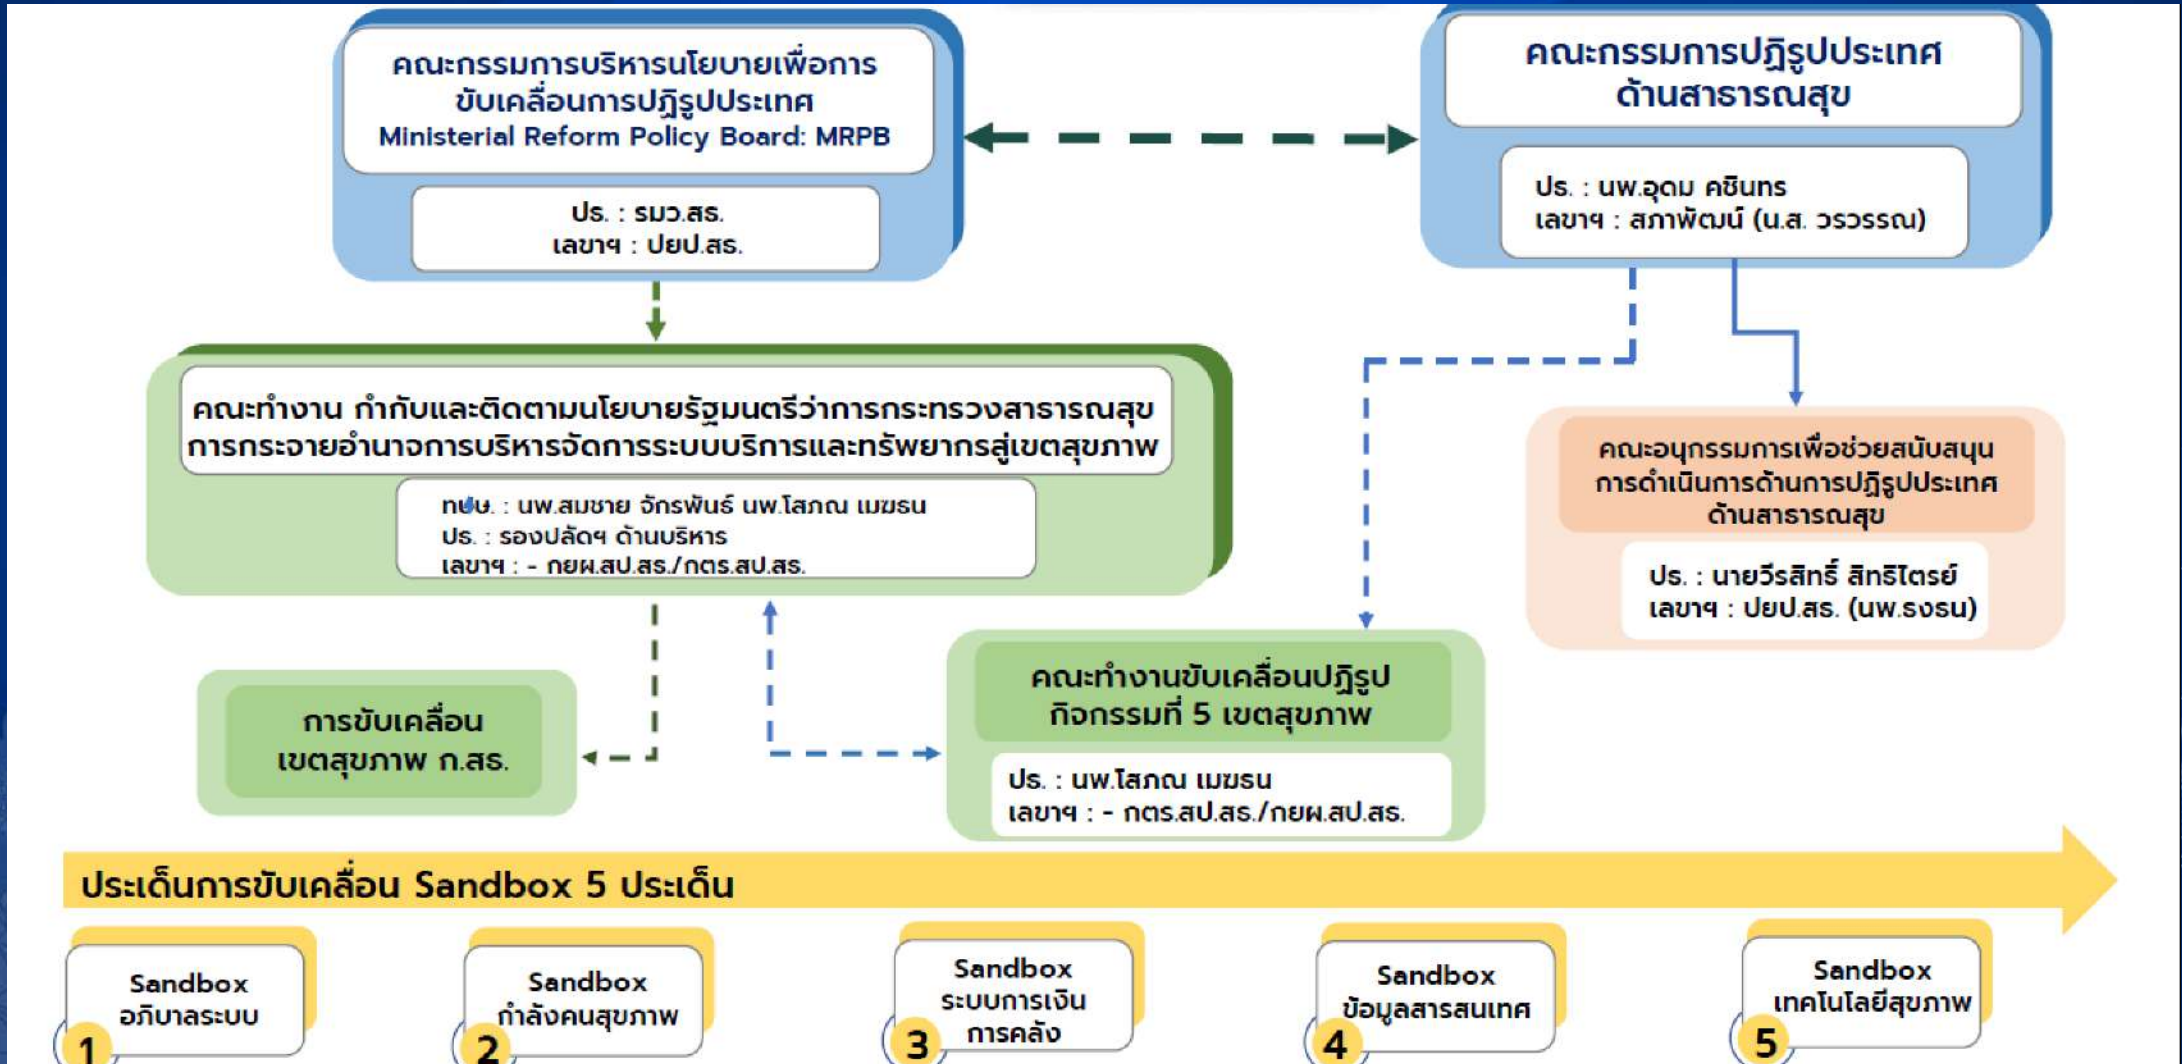 คณะกรรมการบริหารนโยบายเพื่อการ
ขับเคลื่อนการปฏิรูปประเทศ
Ministerial Reform Policy Board: MRPB
ปธ. : รมว.สธ.
เลขาฯ : ปยป.สธ.
คณะกรรมการปฏิรูปประเทศ
ด้านสาธารณสุข
ปธ. : นพ.อุดม คชินทร
เลขาฯ : สภาพัฒน์ (น.ส. วรวรรณ)
คณะทำงาน กำกับและติดตามนโยบายรัฐมนตรีว่าการกระทรวงสาธารณสุข
การกระจายอำนาจการบริหารจัดการระบบบริการและทรัพยากรสู่เขตสุขภาพ
ทปษ. : นพ.สมชาย จักรพันธุ์ นพ.โสภณ เมฆธน
ปธ. : รองปลัดฯ ด้านบริหาร
เลขาฯ : - กยผ.สป.สธ./กตร.สป.สธ.
คณะอนุกรรมการเพื่อช่วยสนับสนุน
การดำเนินการด้านการปฏิรูปประเทศ
ด้านสาธารณสุข
ปธ. : นายวีรสิทธิ์ สิทธิไตรย์
เลขาฯ : ปยป.สธ. (นพ.ธงธน)
การขับเคลื่อน
เขตสุขภาพ ก.สธ.
คณะทำงานขับเคลื่อนปฏิรูป
กิจกรรมที่ 5 เขตสุขภาพ
ปธ. : นพ.โสภณ เมฆธน
เลขาฯ : - กตร.สป.สธ./กยผ.สป.สธ.
ประเด็นการขับเคลื่อน Sandbox 5 ประเด็น
Sandbox
อภิบาลระบบ
1
Sandbox
กำลังคนสุขภาพ
2
Sandbox
ระบบการเงิน
การคลัง
3
Sandbox
ข้อมูลสารสนเทศ
4
Sandbox
เทคโนโลยีสุขภาพ
5